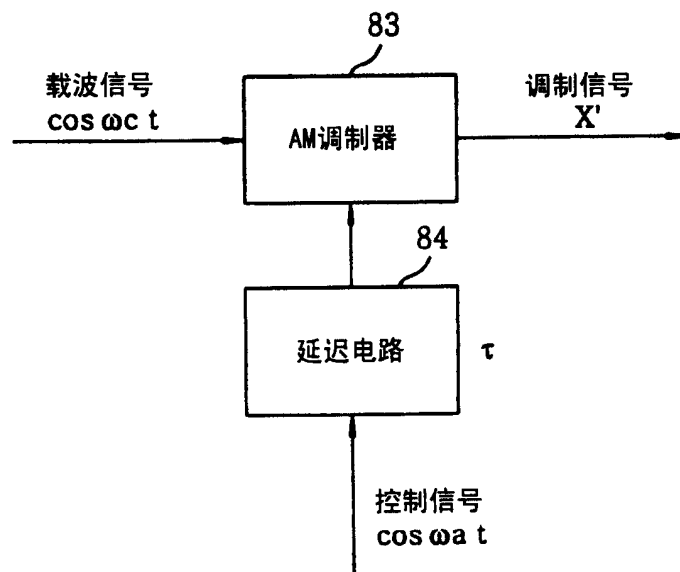 83
载波信号
cos ωc t
AM调制器
调制信号
X'
84
延迟电路
τ
控制信号
cos ωa t